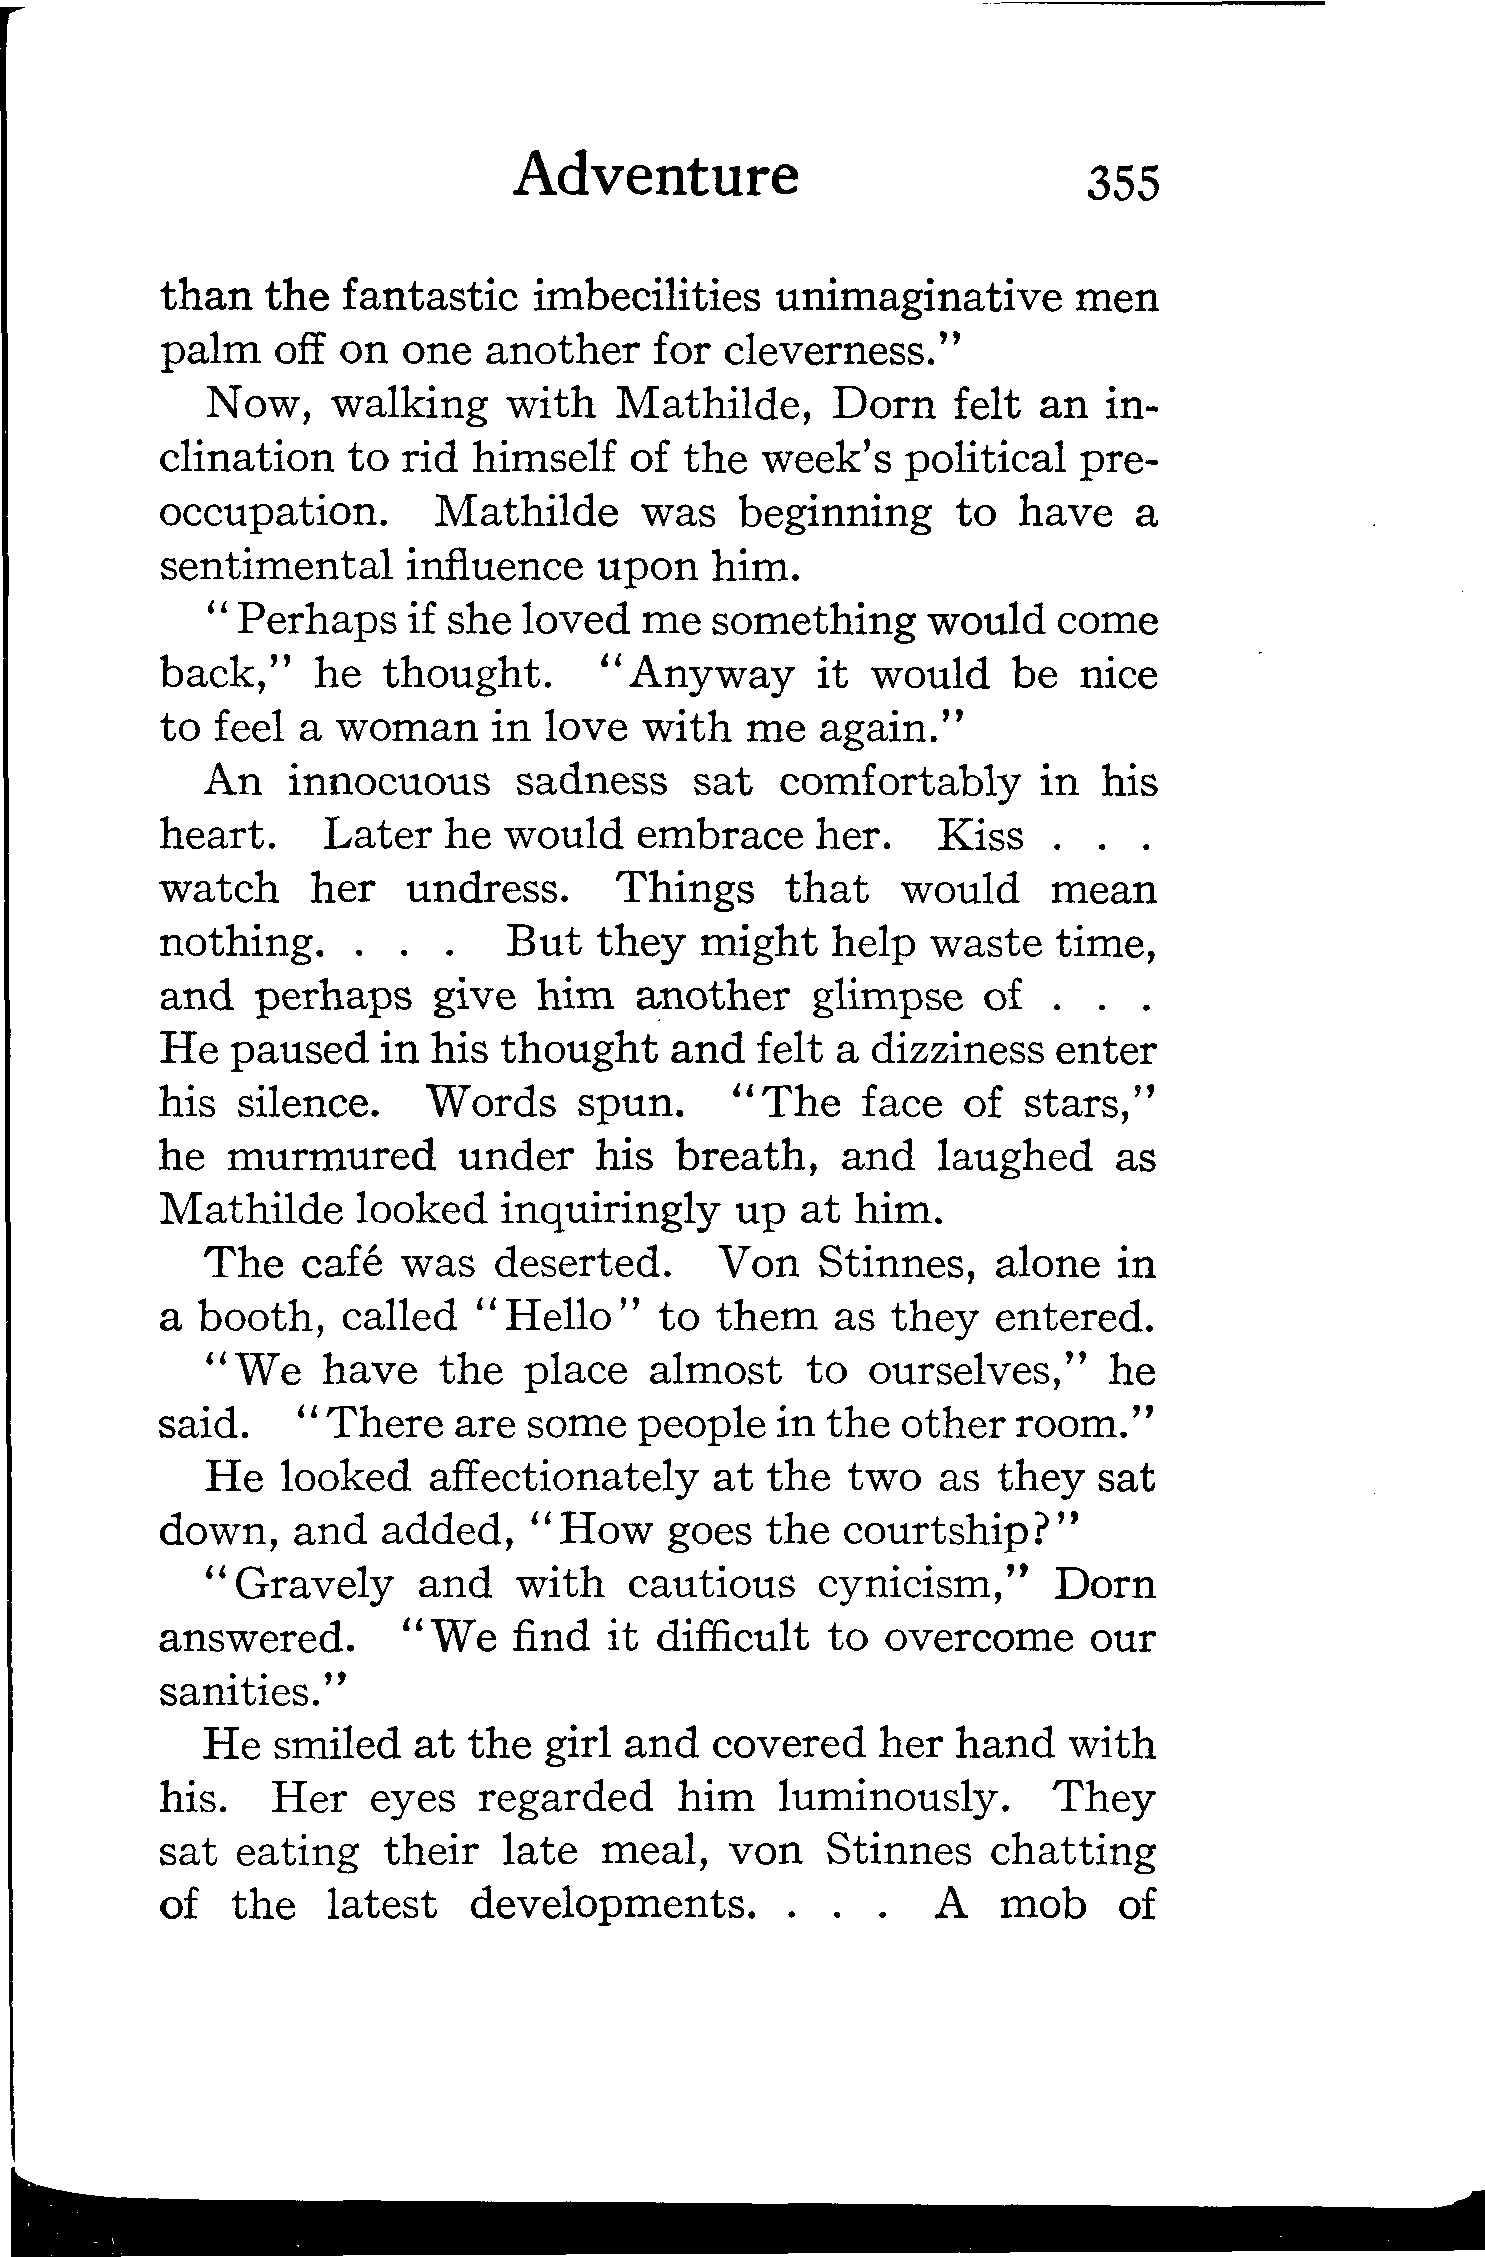 Adventure 355
than the fantastic imbecilities unimaginative men
palm off on one another for cleverness."
Now, walking with Mathilde, Dorn felt an in-
clination to rid himself of the week's political pre-
occupation. Mathilde was beginning to have a
sentimental influence upon him.
"Perhaps if she loved me something would come
back," he thought. "Anyway it would be nice
to feel a woman in love with me again."
An innocuous sadness sat comfortably in his
heart. Later he would embrace her. Kiss . . .
watch her undress. Things that would mean
nothing. . . . But they might help waste time,
and perhaps give him another glimpse of . . .
He paused in his thought and felt a dizziness enter
his silence. Words spun. "The face of stars,"
he murmured under his breath, and laughed as
Mathilde looked inquiringly up at him.
The café was deserted. Von Stinnes, alone in
a booth, called "Hello" to them as they entered.
"We have the place almost to ourselves," he
said. "There are some people in the other room."
He looked affectionately at the two as they sat
down, and added, "How goes the courtship?"
"Gravely and with cautious cynicism," Dorn
answered. "We find it difficult to overcome our
sanities."
He smiled at the girl and covered her hand with
his. Her eyes regarded him luminously. They
sat eating their late meal, von Stinnes chatting
of the latest developments. . . . A mob of